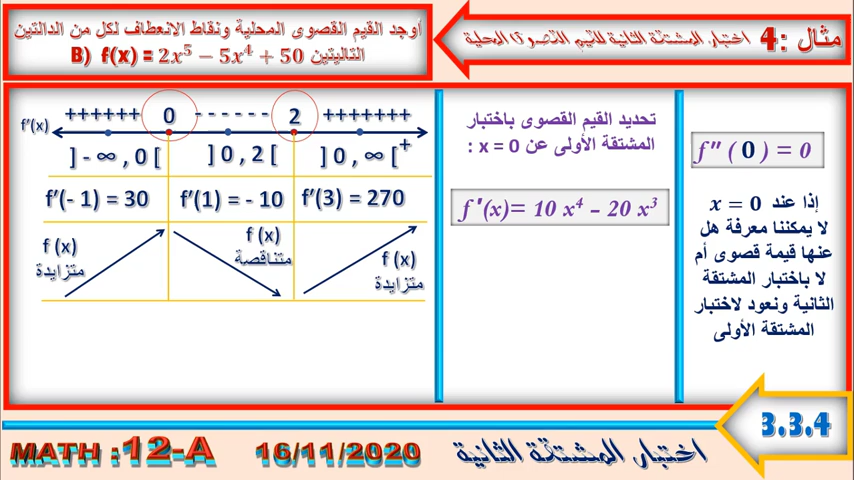 مثال :4 اختبار المشتقة الثانية للقيم القصوى المحلية
أوجد القيم القصوى المحلية ونقاط الانعطاف لكل من الدالتين
التاليتين B) f(x) = 2x⁵ − 5x⁴ + 50
f″ ( 0 ) = 0
إذا عند x = 0
لا يمكننا معرفة هل
عنها قيمة قصوى أم
لا باختبار المشتقة
الثانية ونعود لاختبار
المشتقة الأولى
تحديد القيم القصوى باختبار
المشتقة الأولى عن x = 0 :
f′(x)= 10 x⁴ – 20 x³
++++++ 0 - - - - - - 2 +++++++
f′(x)
] - ∞ , 0 [ ] 0 , 2 [ ] 0 , ∞ [⁺
f′(- 1) = 30 f′(1) = - 10 f′(3) = 270
f (x) متزايدة
f (x) متناقصة
f (x) متزايدة
3.3.4
MATH :12-A 16/11/2020 اختبار المشتقة الثانية